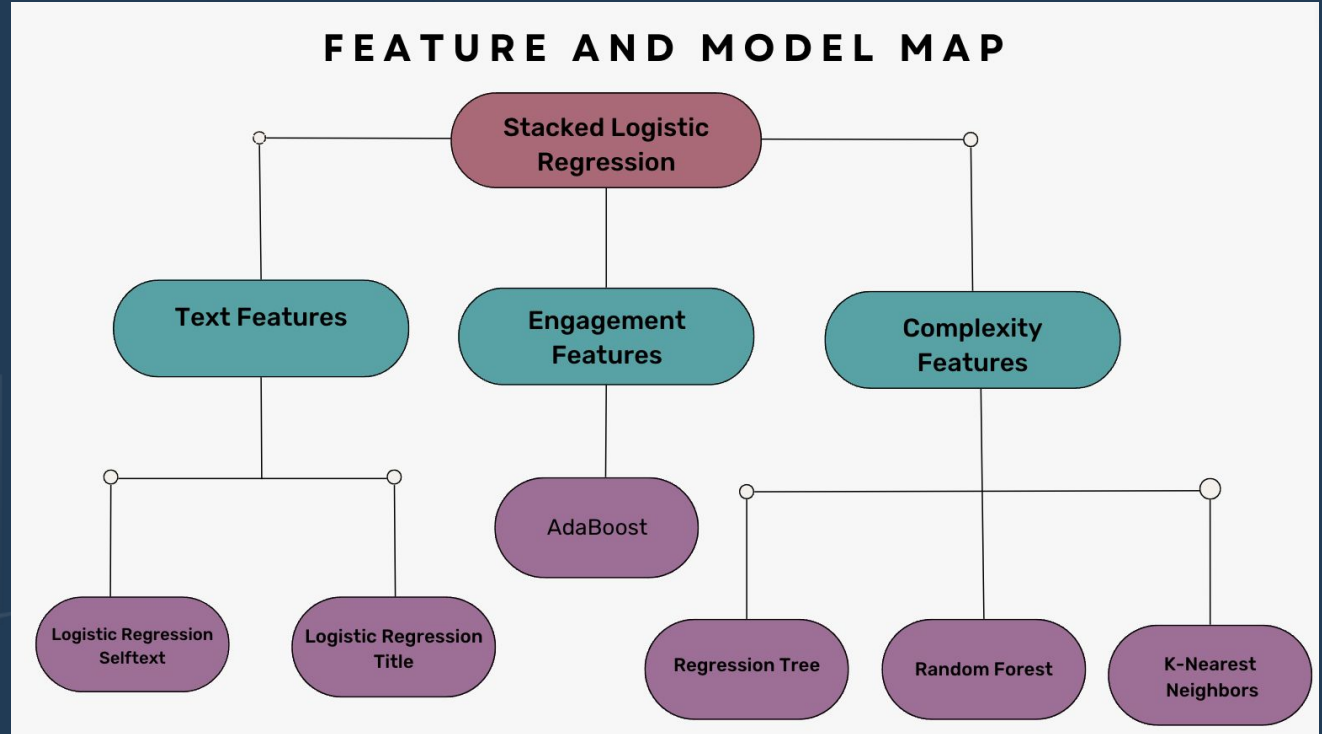 FEATURE AND MODEL MAP
Stacked Logistic
Regression
Text Features
Engagement
Features
Complexity
Features
AdaBoost
Logistic Regression
Selftext
Logistic Regression
Title
Regression Tree
Random Forest
K-Nearest
Neighbors